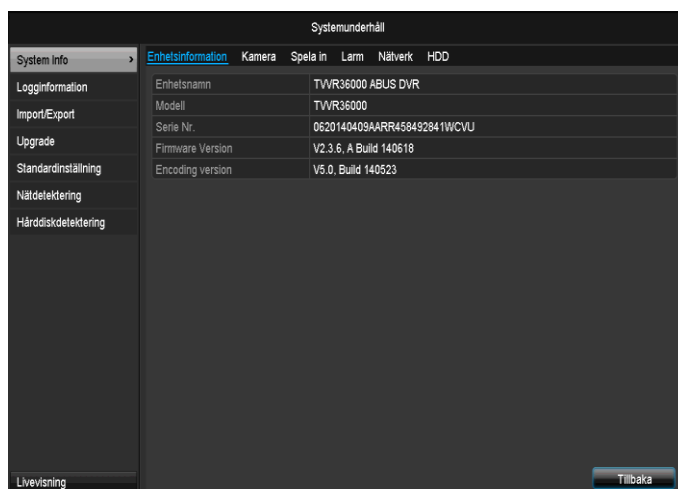 Systemunderhåll
System Info >
Enhetsinformation Kamera Spela in Larm Nätverk HDD
Logginformation
Import/Export
Upgrade
Standardinställning
Nätdetektering
Hårddiskdetektering
Enhetsnamn TVVR36000 ABUS DVR
Modell TVVR36000
Serie Nr. 0620140409AARR458492841WCVU
Firmware Version V2.3.6, A Build 140618
Encoding version V5.0, Build 140523
Livevisning
Tillbaka